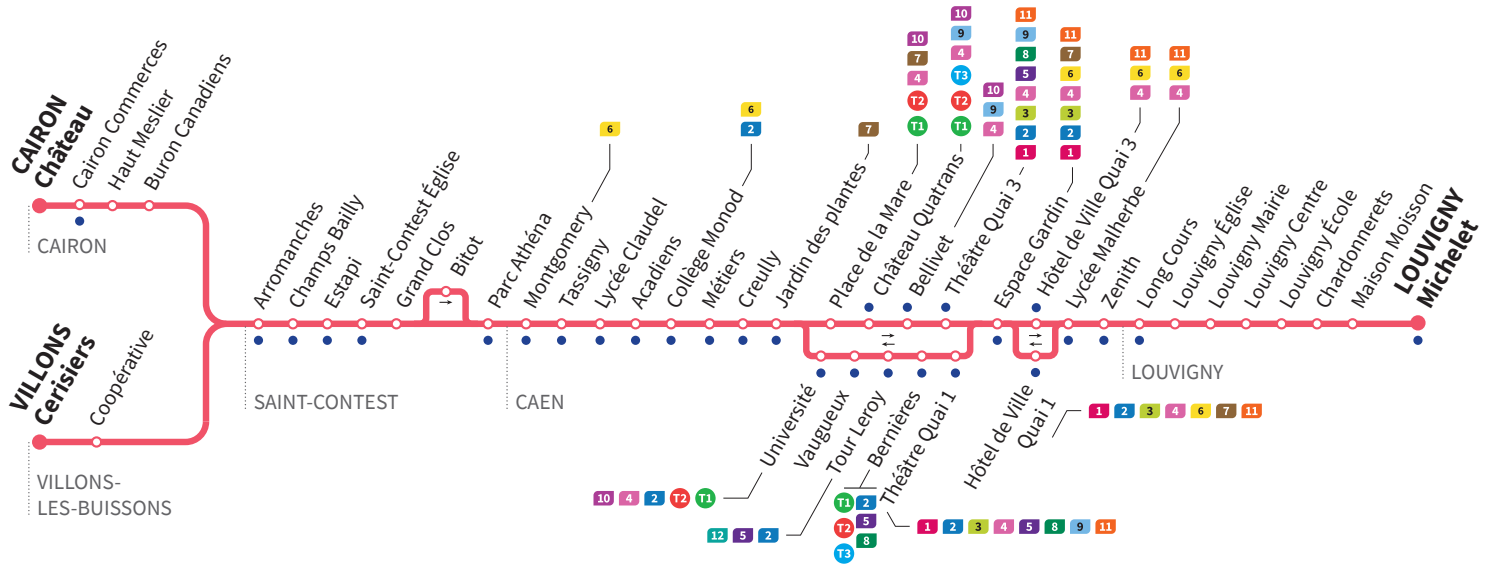 CAIRON
Château
Cairon Commerces
Haut Meslier
Buron Canadiens
CAIRON
VILLONS
Cerisiers
Coopérative
VILLONS-
LES-BUISSONS
Arromanches
Champs Bailly
Estapi
Saint-Contest Église
Grand Clos
Bitot
SAINT-CONTEST
Parc Athéna
Montgomery
6
Tassigny
Lycée Claudel
Acadiens
Collège Monod
6
2
Métiers
Creully
Jardin des plantes
7
CAEN
Place de la Mare
10
7
4
T2
T1
Château Quatrans
10
9
4
T3
T2
T1
Bellivet
10
9
4
Théâtre Quai 3
11
9
8
5
4
3
2
1
Espace Gardin
11
7
6
4
3
2
1
Hôtel de Ville Quai 3
11
6
4
Lycée Malherbe
11
6
4
Zenith
Long Cours
Louvigny Église
Louvigny Mairie
Louvigny Centre
Louvigny École
Chardonnerets
Maison Moisson
LOUVIGNY
Michelet
LOUVIGNY
Université
10 4 2 T2 T1
Vaugueux
Tour Leroy
12 5 2
Bernières
T1 2
T2 5
T3 8
Théâtre Quai 1
1 2 3 4 5 8 9 11
Hôtel de Ville
Quai 1
1 2 3 4 6 7 11